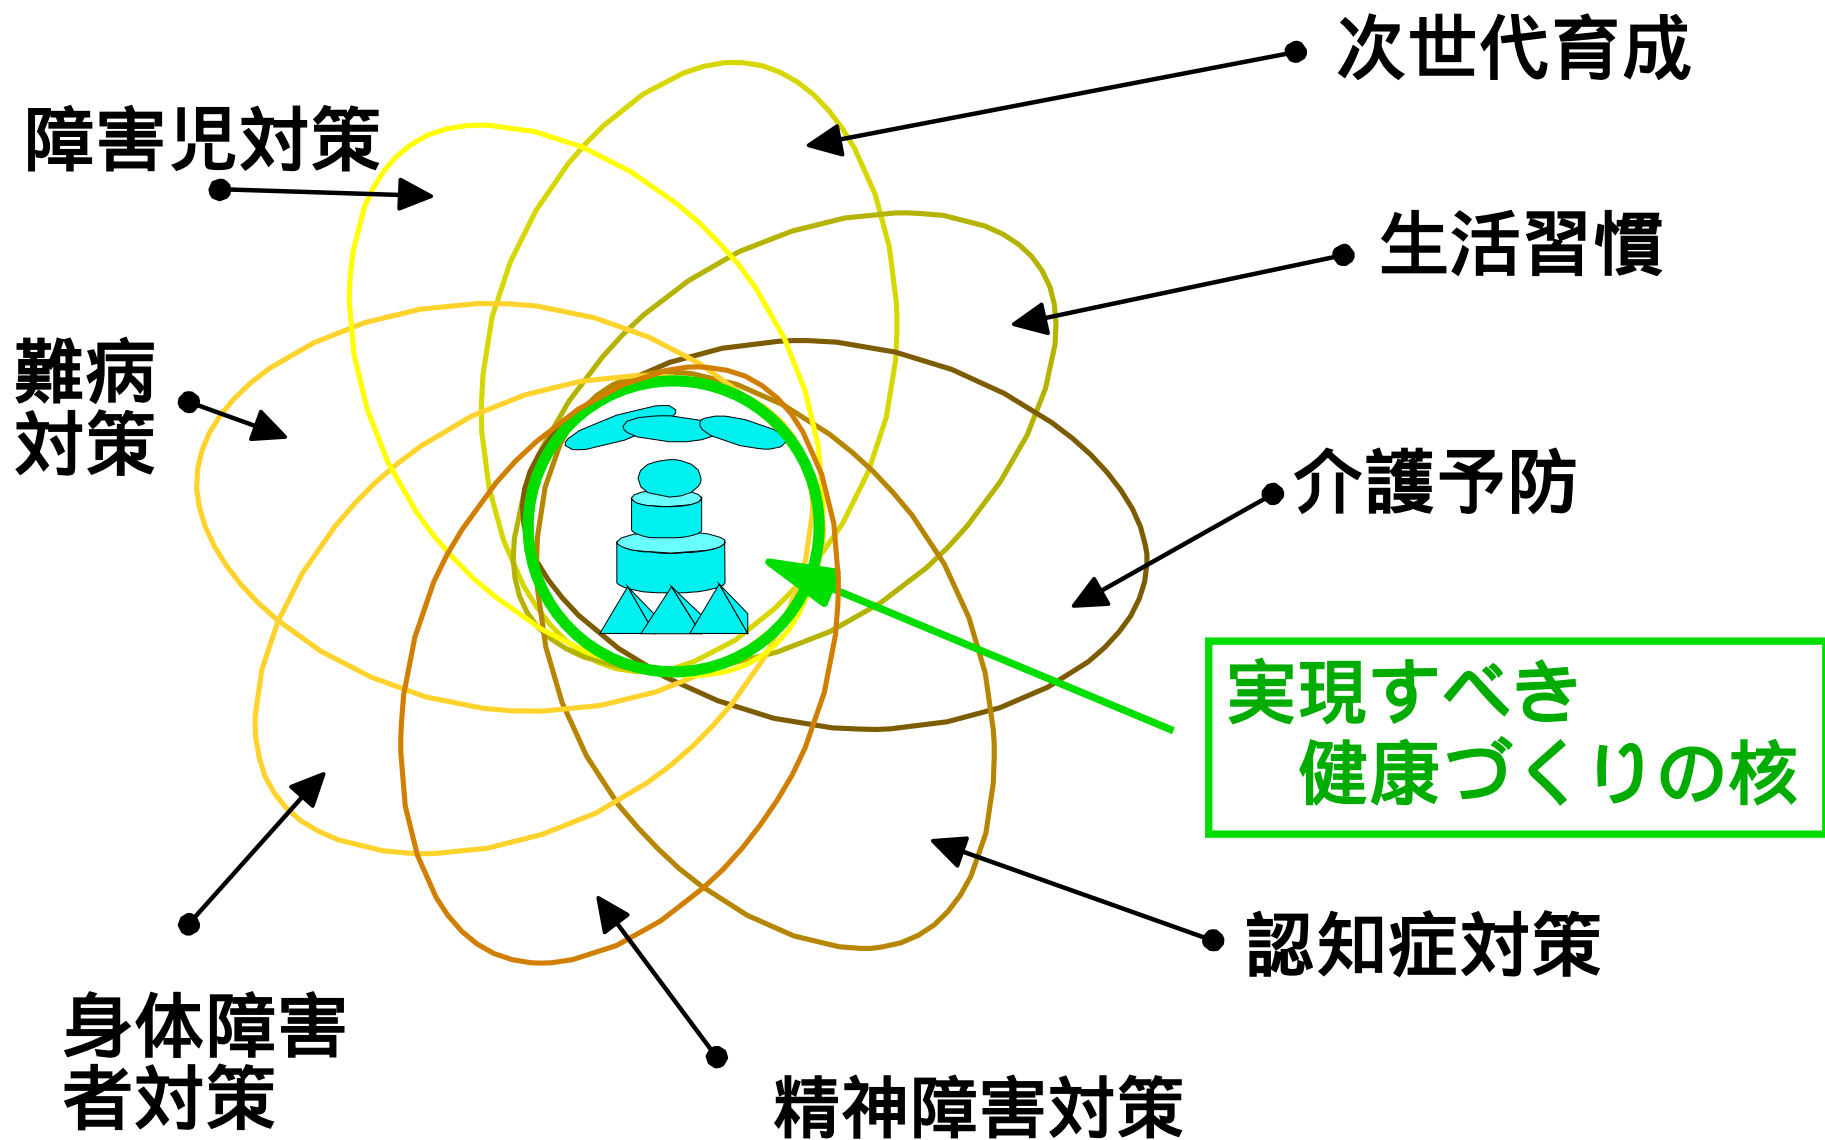 次世代育成
障害児対策
生活習慣
難病
対策
介護予防
実現すべき
健康づくりの核
認知症対策
身体障害
者対策
精神障害対策